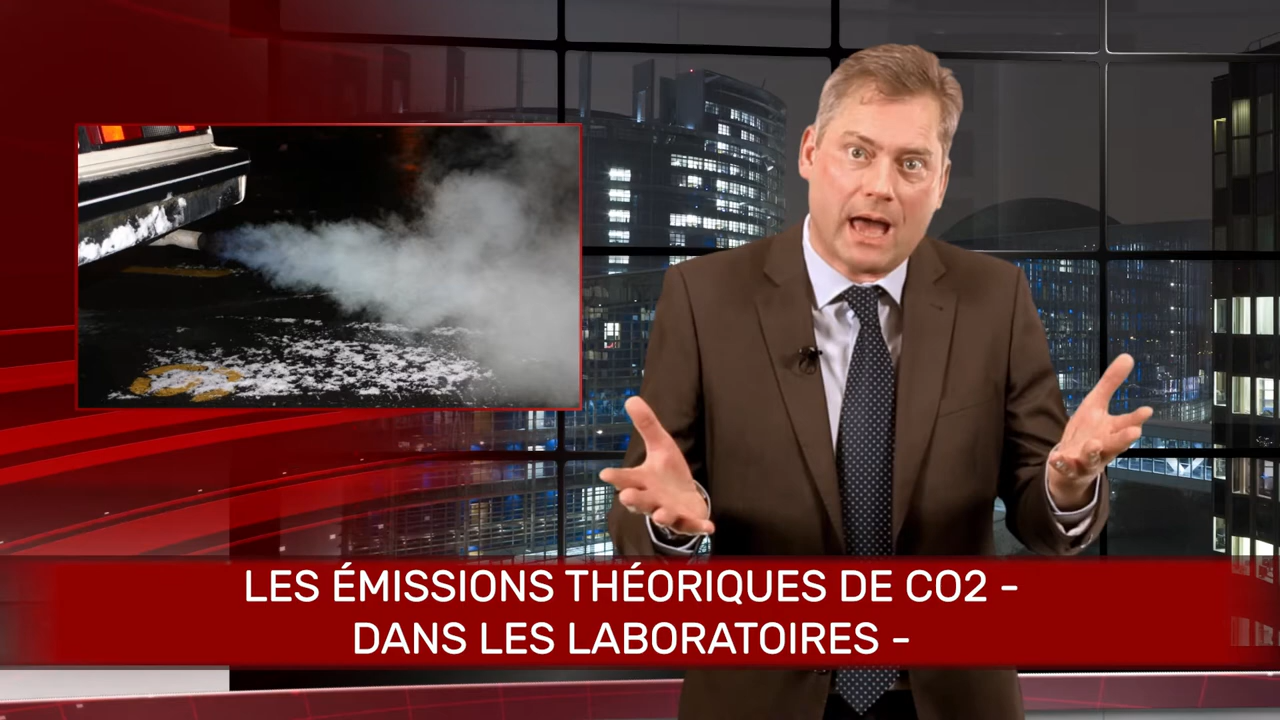 LES ÉMISSIONS THÉORIQUES DE CO2 -
DANS LES LABORATOIRES -